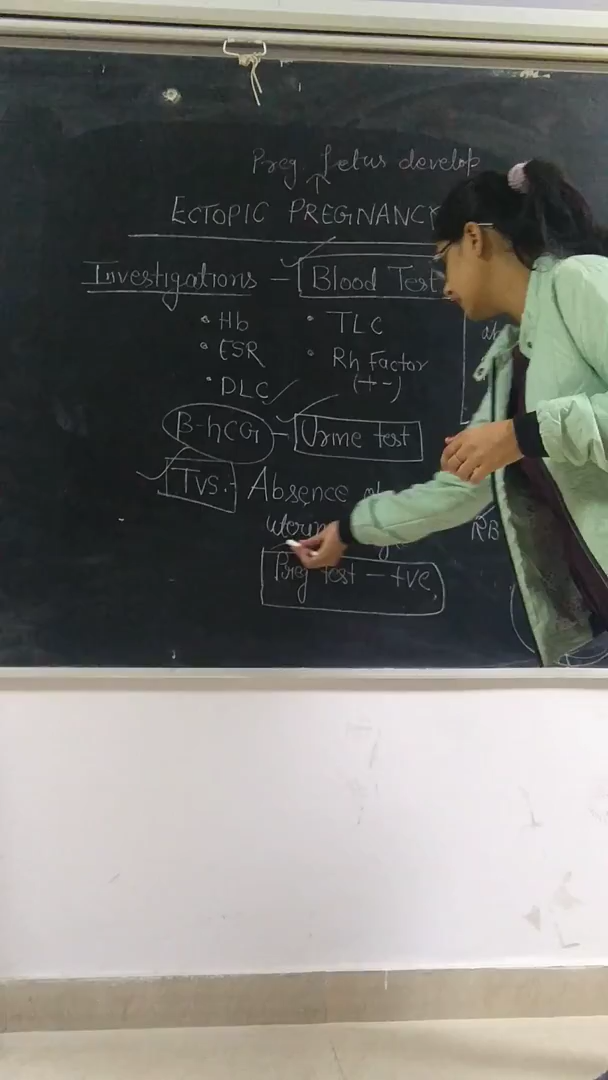 Preg. fetus develop
ECTOPIC PREGNANCY
Investigations - Blood Test
• Hb • TLC
• ESR • Rh Factor
• DLC (+-)
B-hCG - Urine test
TVS.- Absence
Preg test - +ve,
RB